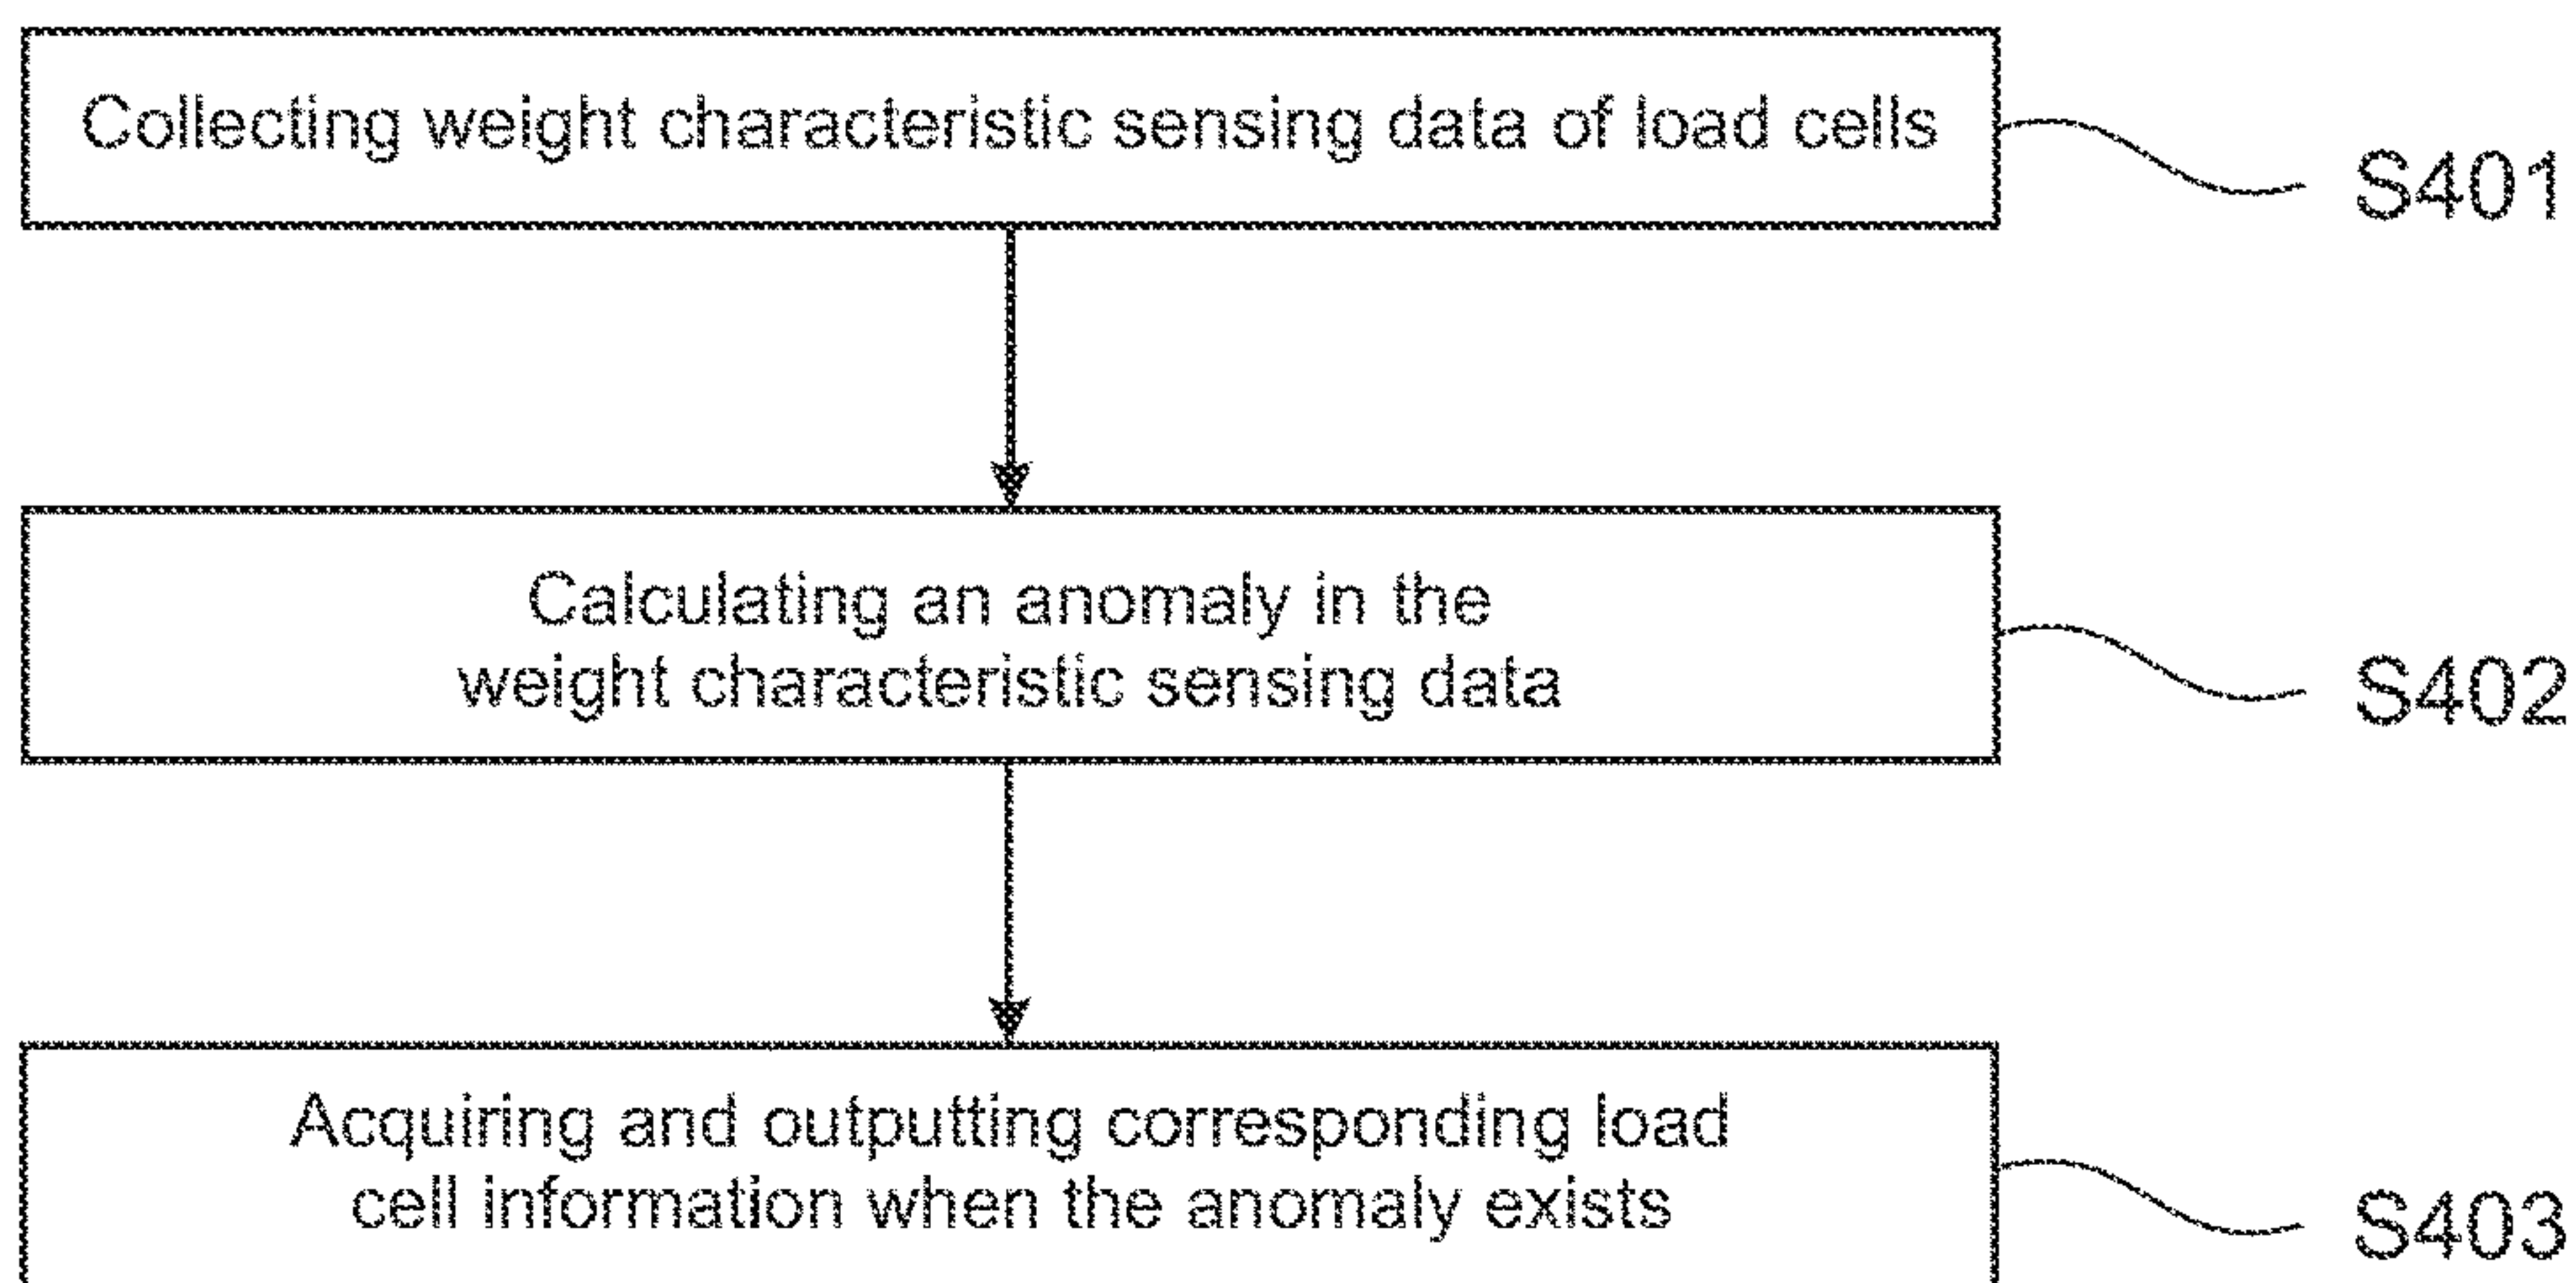 Collecting weight characteristic sensing data of load cells
S401
Calculating an anomaly in the
weight characteristic sensing data
S402
Acquiring and outputting corresponding load
cell information when the anomaly exists
S403